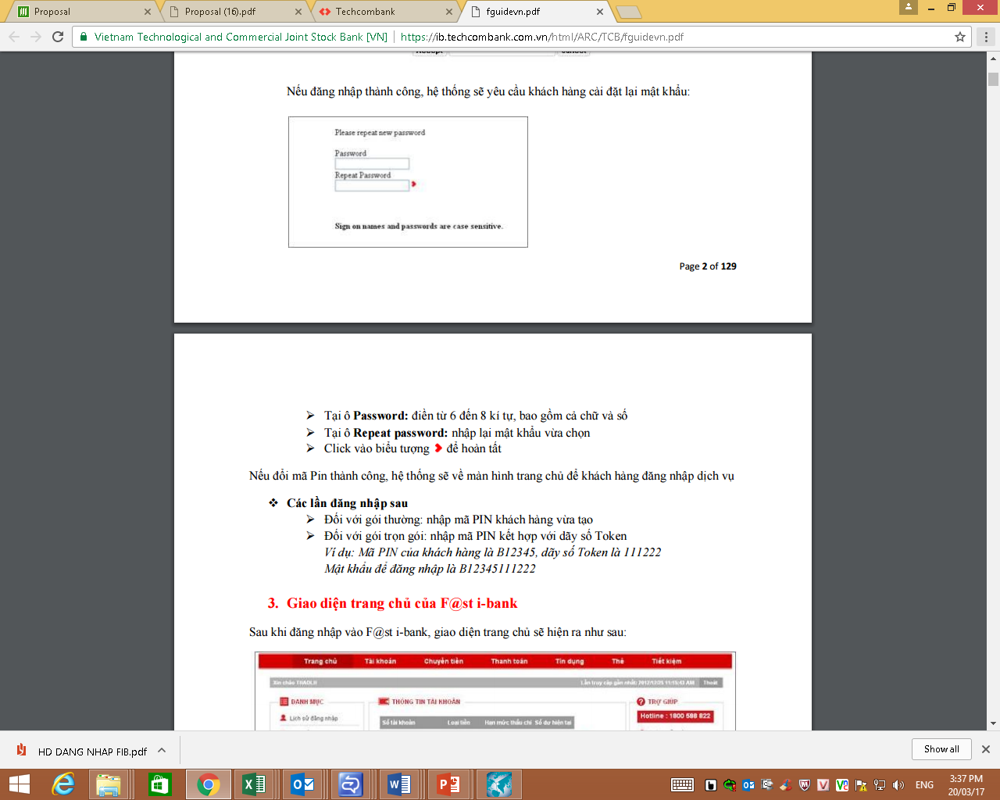 Proposal
Proposal (16).pdf
Techcombank
fguidevn.pdf
Vietnam Technological and Commercial Joint Stock Bank [VN]
https://ib.techcombank.com.vn/html/ARC/TCB/fguidevn.pdf
Nếu đăng nhập thành công, hệ thống sẽ yêu cầu khách hàng cài đặt lại mật khẩu:
Please repeat new password
Password
Repeat Password
Sign on names and passwords are case sensitive.
Page 2 of 129
Tại ô Password: điền từ 6 đến 8 kí tự, bao gồm cả chữ và số
Tại ô Repeat password: nhập lại mật khẩu vừa chọn
Click vào biểu tượng để hoàn tất
Nếu đổi mã Pin thành công, hệ thống sẽ về màn hình trang chủ để khách hàng đăng nhập dịch vụ
Các lần đăng nhập sau
Đối với gói thường: nhập mã PIN khách hàng vừa tạo
Đối với gói trọn gói: nhập mã PIN kết hợp với dãy số Token
Ví dụ: Mã PIN của khách hàng là B12345, dãy số Token là 111222
Mật khẩu để đăng nhập là B12345111222
3. Giao diện trang chủ của F@st i-bank
Sau khi đăng nhập vào F@st i-bank, giao diện trang chủ sẽ hiện ra như sau:
Trang chủ Tài khoản Chuyển tiền Thanh toán Tín dụng Thẻ Tiết kiệm
Xin chào THAOLH
Lần truy cập gần nhất: 2012/12/25 11:15:43 AM Thoát
DANH MỤC
THÔNG TIN TÀI KHOẢN
TRỢ GIÚP
Lịch sử đăng nhập
Số tài khoản Loại tiền Hạn mức thấu chi Số dư hiện tại
Hotline : 1800 588 822
HD DANG NHAP FIB.pdf
Show all
ENG
3:37 PM
20/03/17